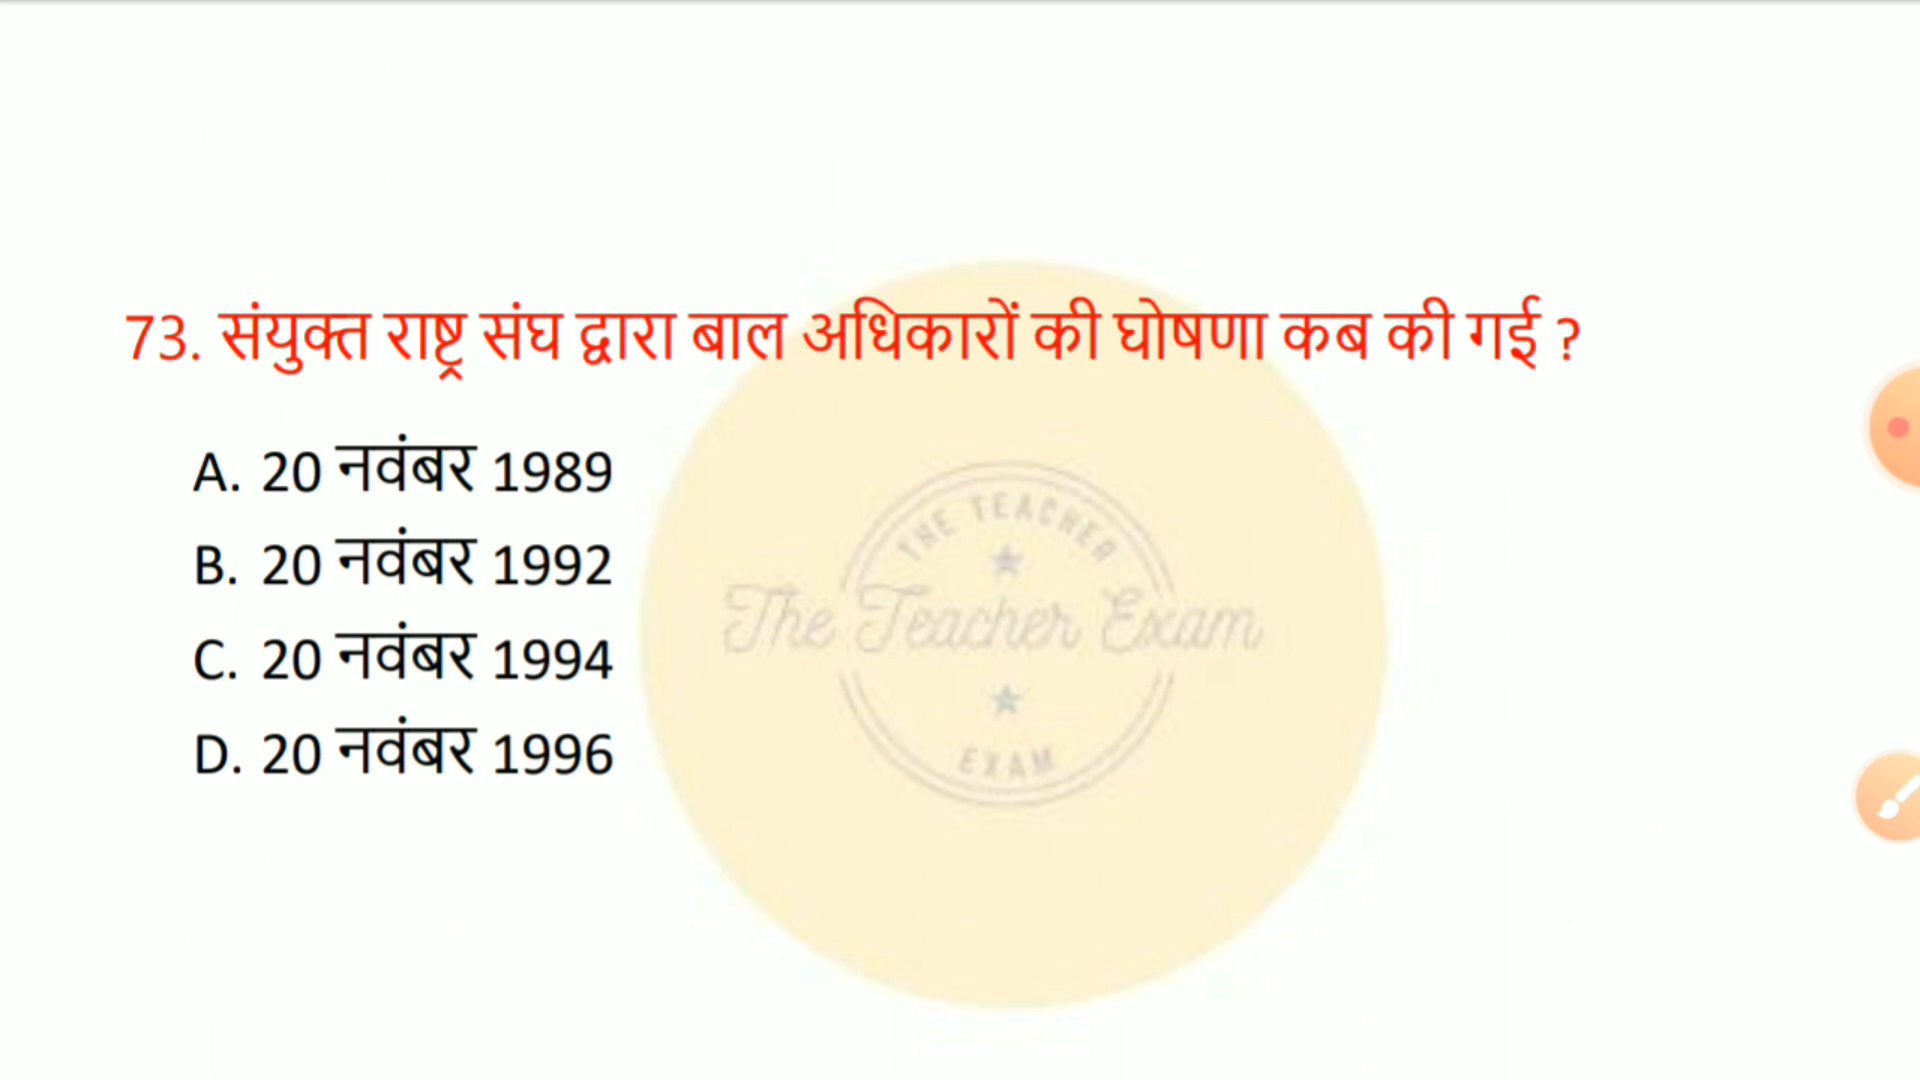 73. संयुक्त राष्ट्र संघ द्वारा बाल अधिकारों की घोषणा कब की गई ?
A. 20 नवंबर 1989
B. 20 नवंबर 1992
C. 20 नवंबर 1994
D. 20 नवंबर 1996
THE TEACHER
The Teacher Exam
EXAM